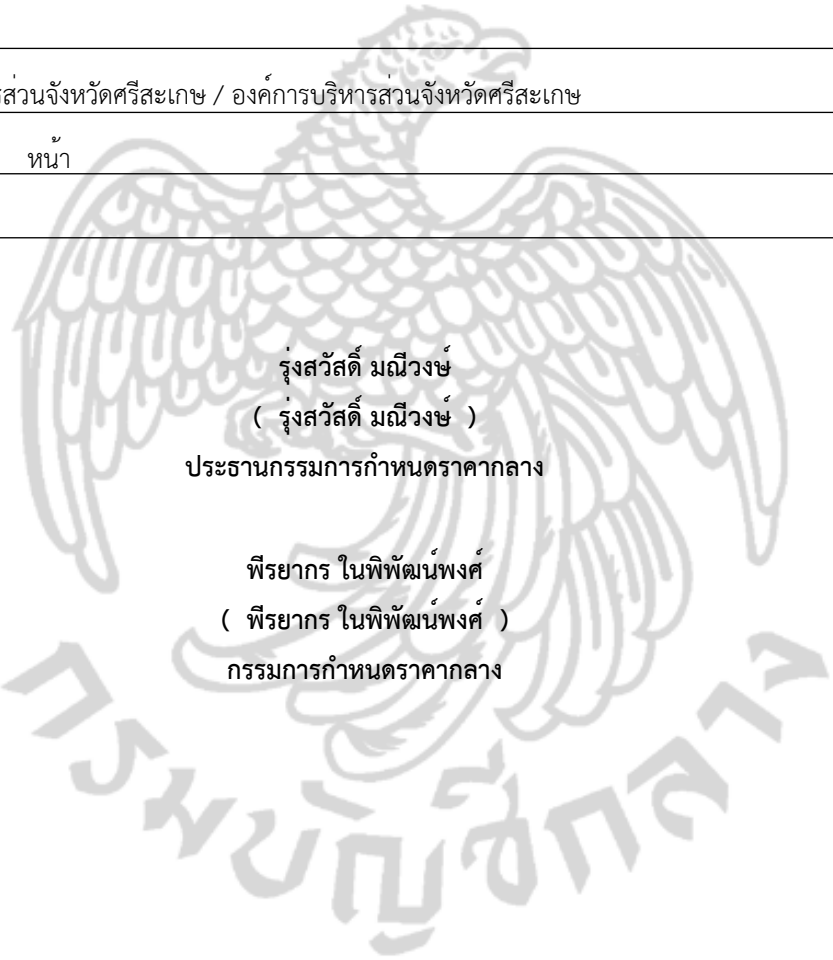 ส่วนจังหวัดศรีสะเกษ / องค์การบริหารส่วนจังหวัดศรีสะเกษ
หน้า
รุ่งสวัสดิ์ มณีวงษ์
( รุ่งสวัสดิ์ มณีวงษ์ )
ประธานกรรมการกำหนดราคากลาง
พีรยากร ในพิพัฒน์พงศ์
( พีรยากร ในพิพัฒน์พงศ์ )
กรรมการกำหนดราคากลาง
กรมบัญชีกลาง